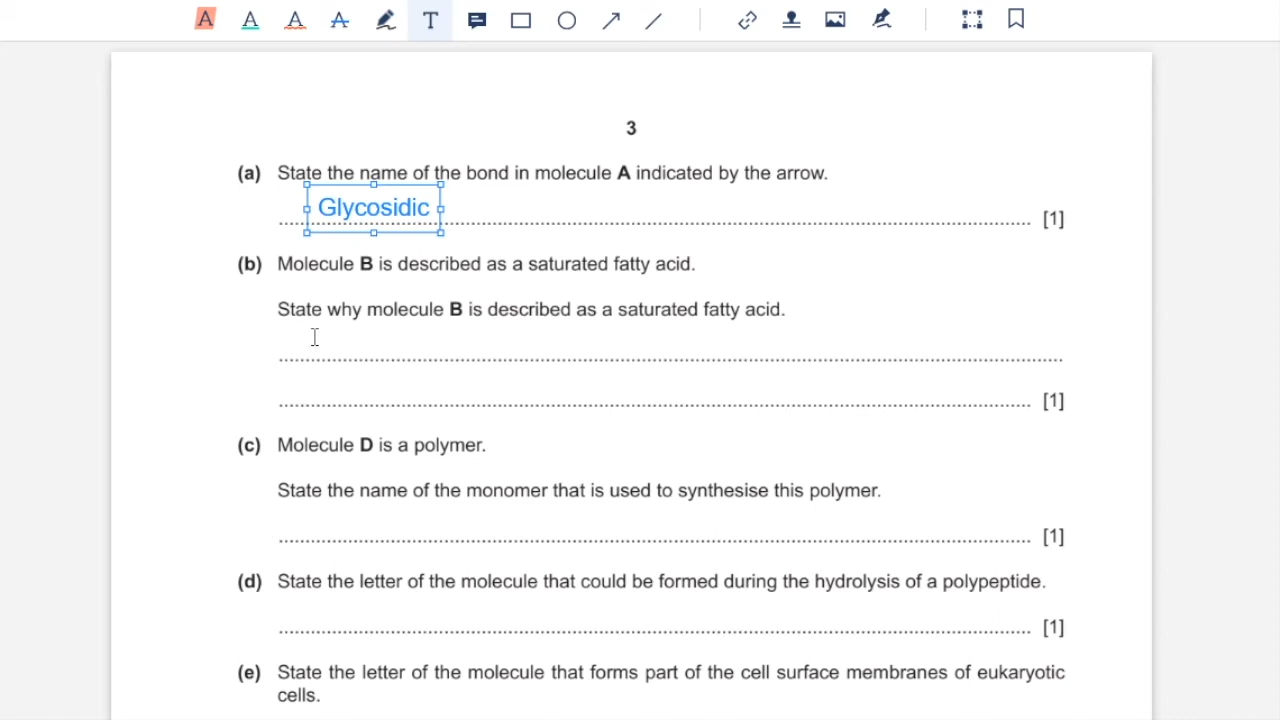 3
(a) State the name of the bond in molecule A indicated by the arrow.
Glycosidic
[1]
(b) Molecule B is described as a saturated fatty acid.
State why molecule B is described as a saturated fatty acid.
[1]
(c) Molecule D is a polymer.
State the name of the monomer that is used to synthesise this polymer.
[1]
(d) State the letter of the molecule that could be formed during the hydrolysis of a polypeptide.
[1]
(e) State the letter of the molecule that forms part of the cell surface membranes of eukaryotic
cells.